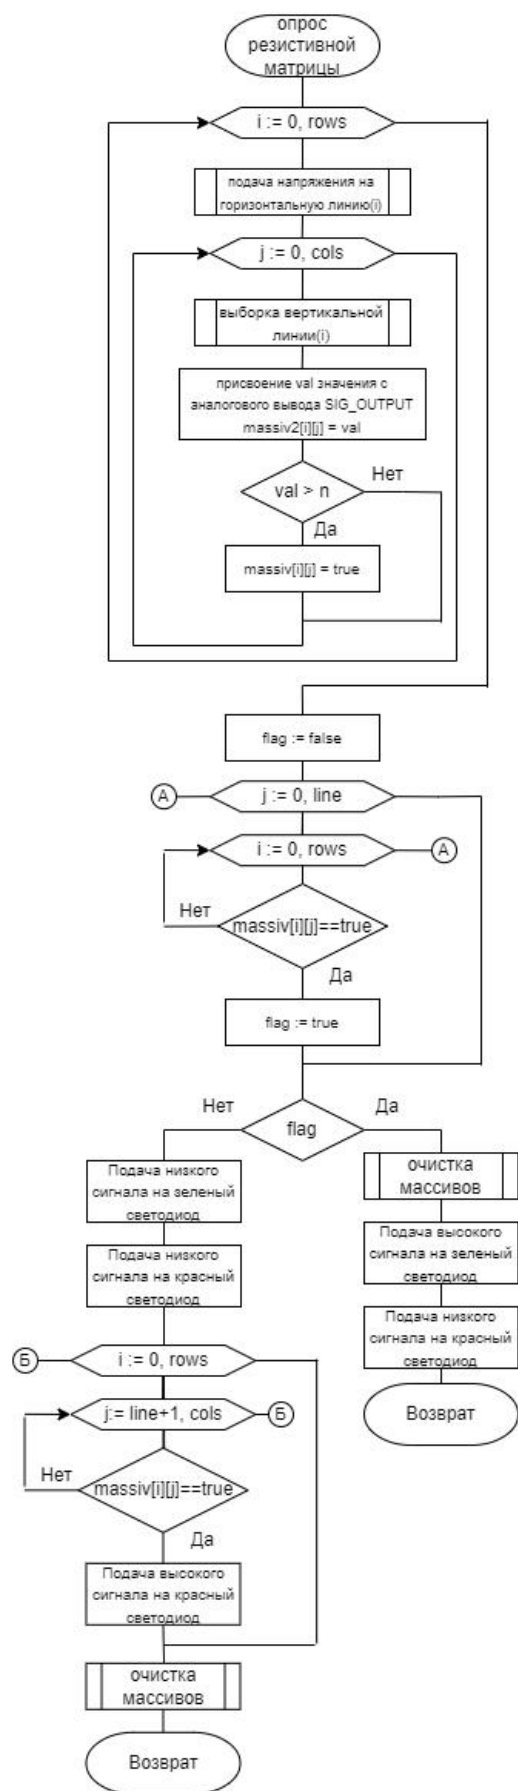 опрос
резистивной
матрицы
i := 0, rows
подача напряжения на
горизонтальную линию(i)
j := 0, cols
выборка вертикальной
линии(i)
присвоение val значения с
аналогового вывода SIG_OUTPUT
massiv2[i][j] = val
Нет
val > n
Да
massiv[i][j] = true
flag := false
А
j := 0, line
i := 0, rows
А
Нет
massiv[i][j]==true
Да
flag := true
Нет
Да
flag
Подача низкого
сигнала на зеленый
светодиод
Подача низкого
сигнала на красный
светодиод
очистка
массивов
Подача высокого
сигнала на зеленый
светодиод
Подача низкого
сигнала на красный
светодиод
Возврат
Б
i := 0, rows
j:= line+1, cols
Б
Нет
massiv[i][j]==true
Да
Подача высокого
сигнала на красный
светодиод
очистка
массивов
Возврат